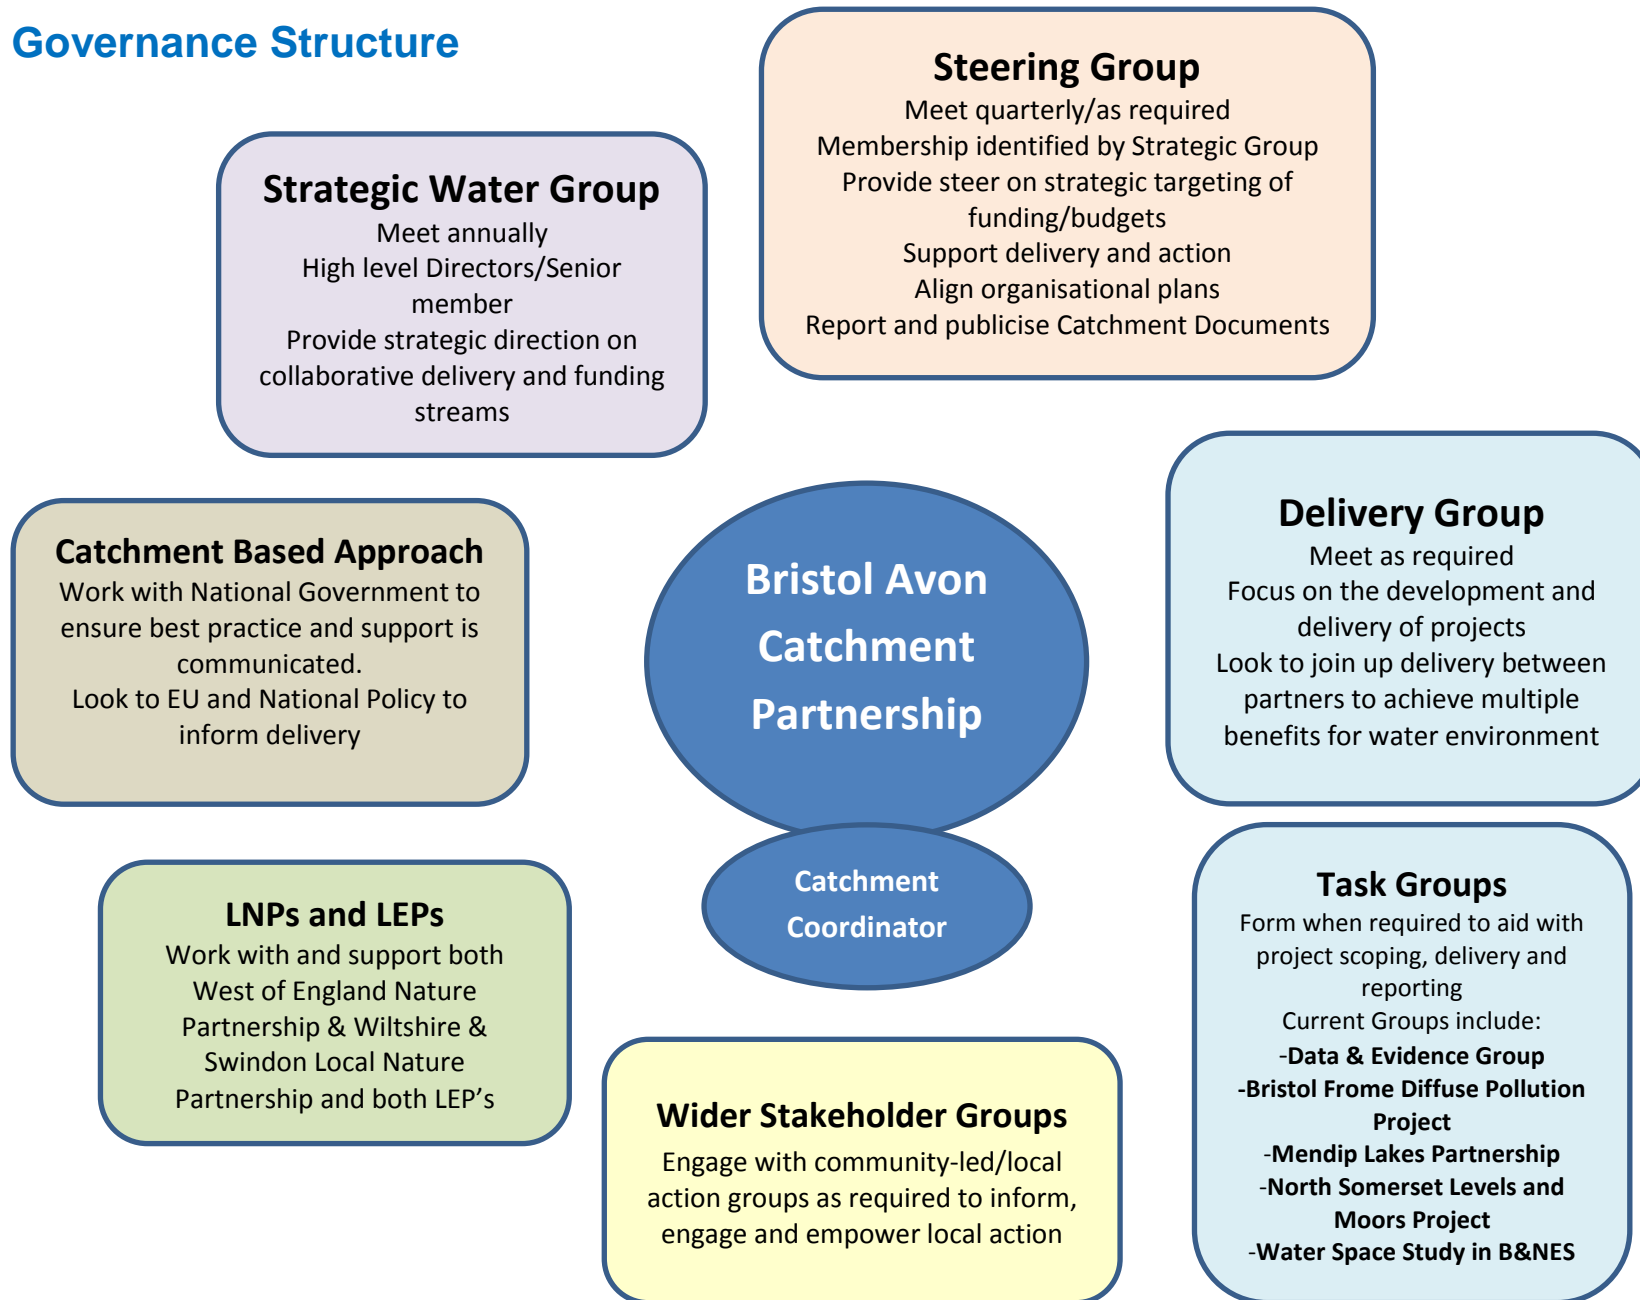 Governance Structure
Steering Group
Meet quarterly/as required
Membership identified by Strategic Group
Provide steer on strategic targeting of
funding/budgets
Support delivery and action
Align organisational plans
Report and publicise Catchment Documents
Strategic Water Group
Meet annually
High level Directors/Senior
member
Provide strategic direction on
collaborative delivery and funding
streams
Catchment Based Approach
Work with National Government to
ensure best practice and support is
communicated.
Look to EU and National Policy to
inform delivery
Bristol Avon
Catchment
Partnership
Catchment
Coordinator
Delivery Group
Meet as required
Focus on the development and
delivery of projects
Look to join up delivery between
partners to achieve multiple
benefits for water environment
LNPs and LEPs
Work with and support both
West of England Nature
Partnership & Wiltshire &
Swindon Local Nature
Partnership and both LEP’s
Wider Stakeholder Groups
Engage with community-led/local
action groups as required to inform,
engage and empower local action
Task Groups
Form when required to aid with
project scoping, delivery and
reporting
Current Groups include:
-Data & Evidence Group
-Bristol Frome Diffuse Pollution
Project
-Mendip Lakes Partnership
-North Somerset Levels and
Moors Project
-Water Space Study in B&NES